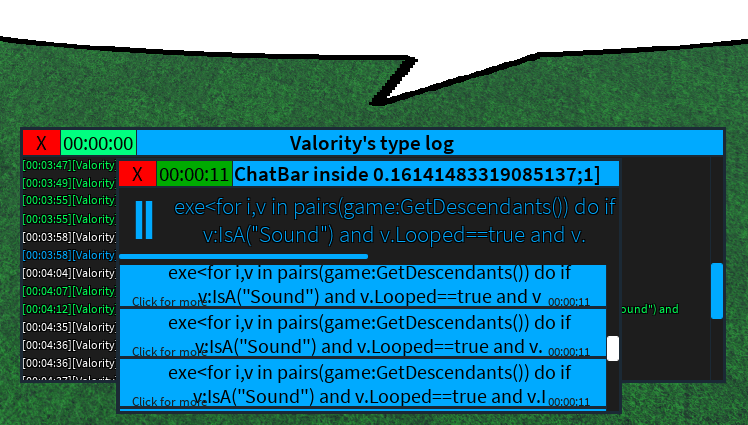 X 00:00:00 Valority's type log
[00:03:47][Valority
X 00:00:11 ChatBar inside 0.16141483319085137;1]
[00:03:49][Valority
[00:03:55][Valority
exe<for i,v in pairs(game:GetDescendants()) do if
[00:03:55][Valority
[00:03:58][Valority
v:IsA("Sound") and v.Looped==true and v.
[00:03:58][Valority
[00:04:04][Valority
exe<for i,v in pairs(game:GetDescendants()) do if
[00:04:07][Valority
v:IsA("Sound") and v.Looped==true and v
Click for more 00:00:11
[00:04:12][Valority
ound") and
[00:04:35][Valority
exe<for i,v in pairs(game:GetDescendants()) do if
[00:04:36][Valority
v:IsA("Sound") and v.Looped==true and v.
Click for more 00:00:11
[00:04:36][Valority
exe<for i,v in pairs(game:GetDescendants()) do if
[00:04:37][Valority
v:IsA("Sound") and v.Looped==true and v.I
Click for more 00:00:11